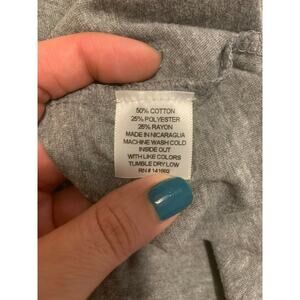 50% COTTON
25% POLYESTER
25% RAYON
MADE IN NICARAGUA
MACHINE WASH COLD
INSIDE OUT
WITH LIKE COLORS
TUMBLE DRY LOW
RN# 141662